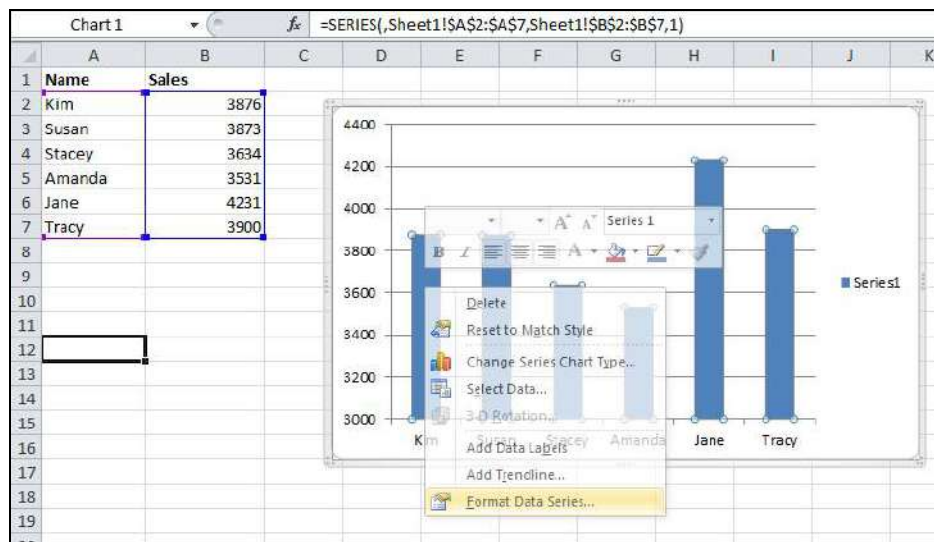 Chart 1 fx =SERIES(,Sheet1!$A$2:$A$7,Sheet1!$B$2:$B$7,1)
A B C D E F G H I J K
1 Name Sales
2 Kim 3876
3 Susan 3873
4 Stacey 3634
5 Amanda 3531
6 Jane 4231
7 Tracy 3900
8
9
10
11
12
13
14
15
16
17
18
19
4400
4200
4000
3800
3600
3400
3200
3000
Kim Susan Stacey Amanda Jane Tracy
Series1
A A Series 1
B I A
Delete
Reset to Match Style
Change Series Chart Type...
Select Data...
3-D Rotation...
Add Data Labels
Add Trendline...
Format Data Series...